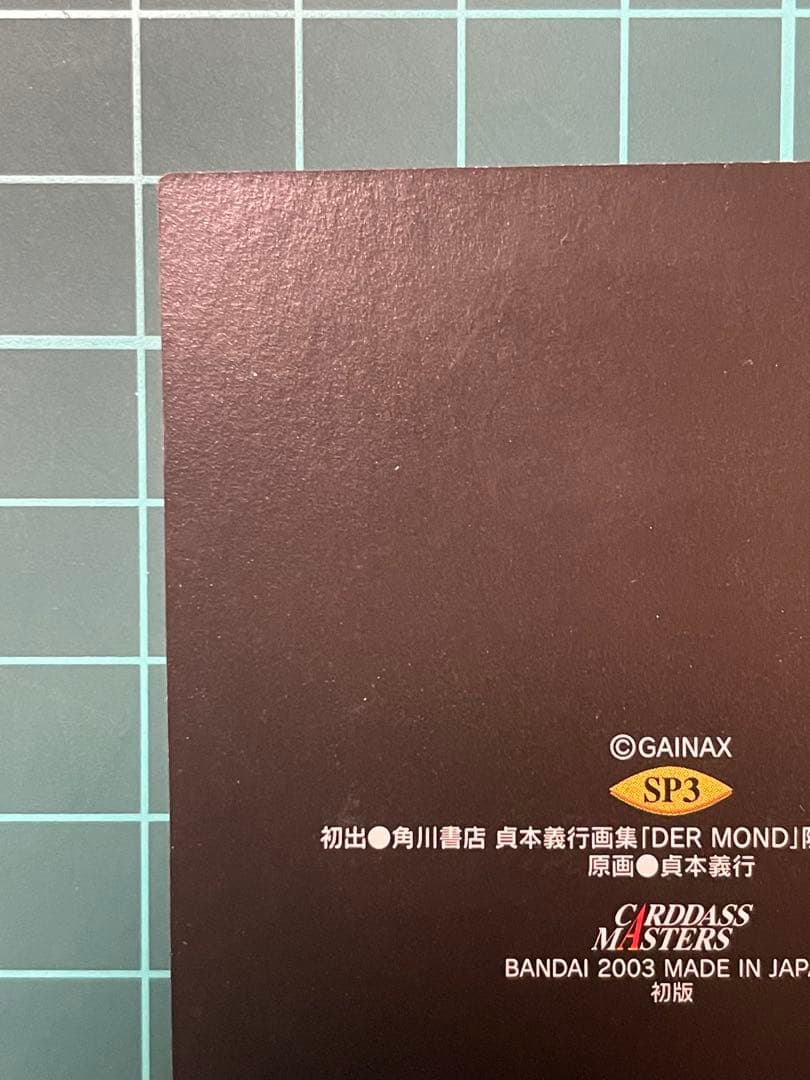 ©GAINAX
SP3
初出●角川書店 貞本義行画集「DER MOND」
原画●貞本義行
CARDDASS
MASTERS
BANDAI 2003 MADE IN
初版